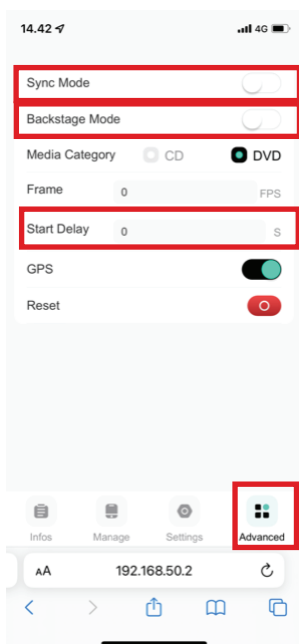 14.42 4G
Sync Mode
Backstage Mode
Media Category CD DVD
Frame 0 FPS
Start Delay 0 S
GPS
Reset
Infos Manage Settings Advanced
AA 192.168.50.2